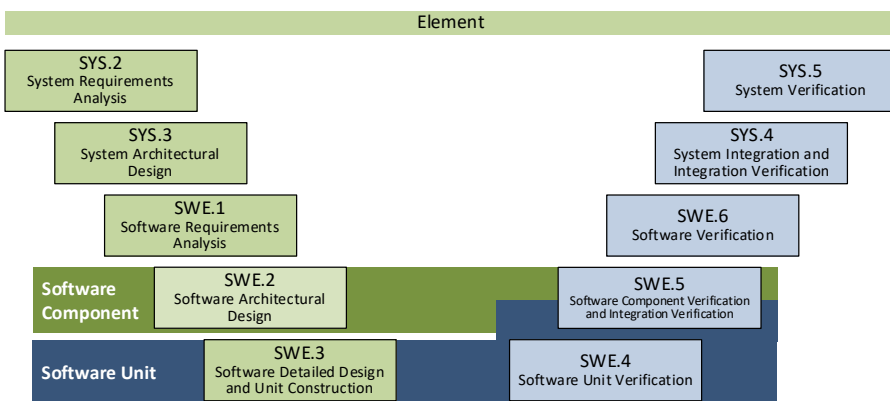 Element
SYS.2
System Requirements
Analysis
SYS.5
System Verification
SYS.3
System Architectural
Design
SYS.4
System Integration and
Integration Verification
SWE.1
Software Requirements
Analysis
SWE.6
Software Verification
Software
Component
SWE.2
Software Architectural
Design
SWE.5
Software Component Verification
and Integration Verification
Software Unit
SWE.3
Software Detailed Design
and Unit Construction
SWE.4
Software Unit Verification